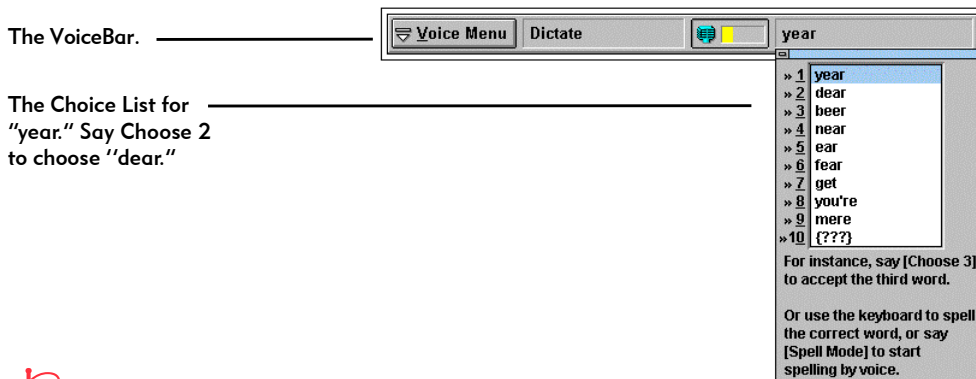 The VoiceBar.
Voice Menu Dictate year
The Choice List for
"year." Say Choose 2
to choose "dear."
» 1 year
» 2 dear
» 3 beer
» 4 near
» 5 ear
» 6 fear
» 7 get
» 8 you're
» 9 mere
»10 {???}
For instance, say [Choose 3]
to accept the third word.
Or use the keyboard to spell
the correct word, or say
[Spell Mode] to start
spelling by voice.